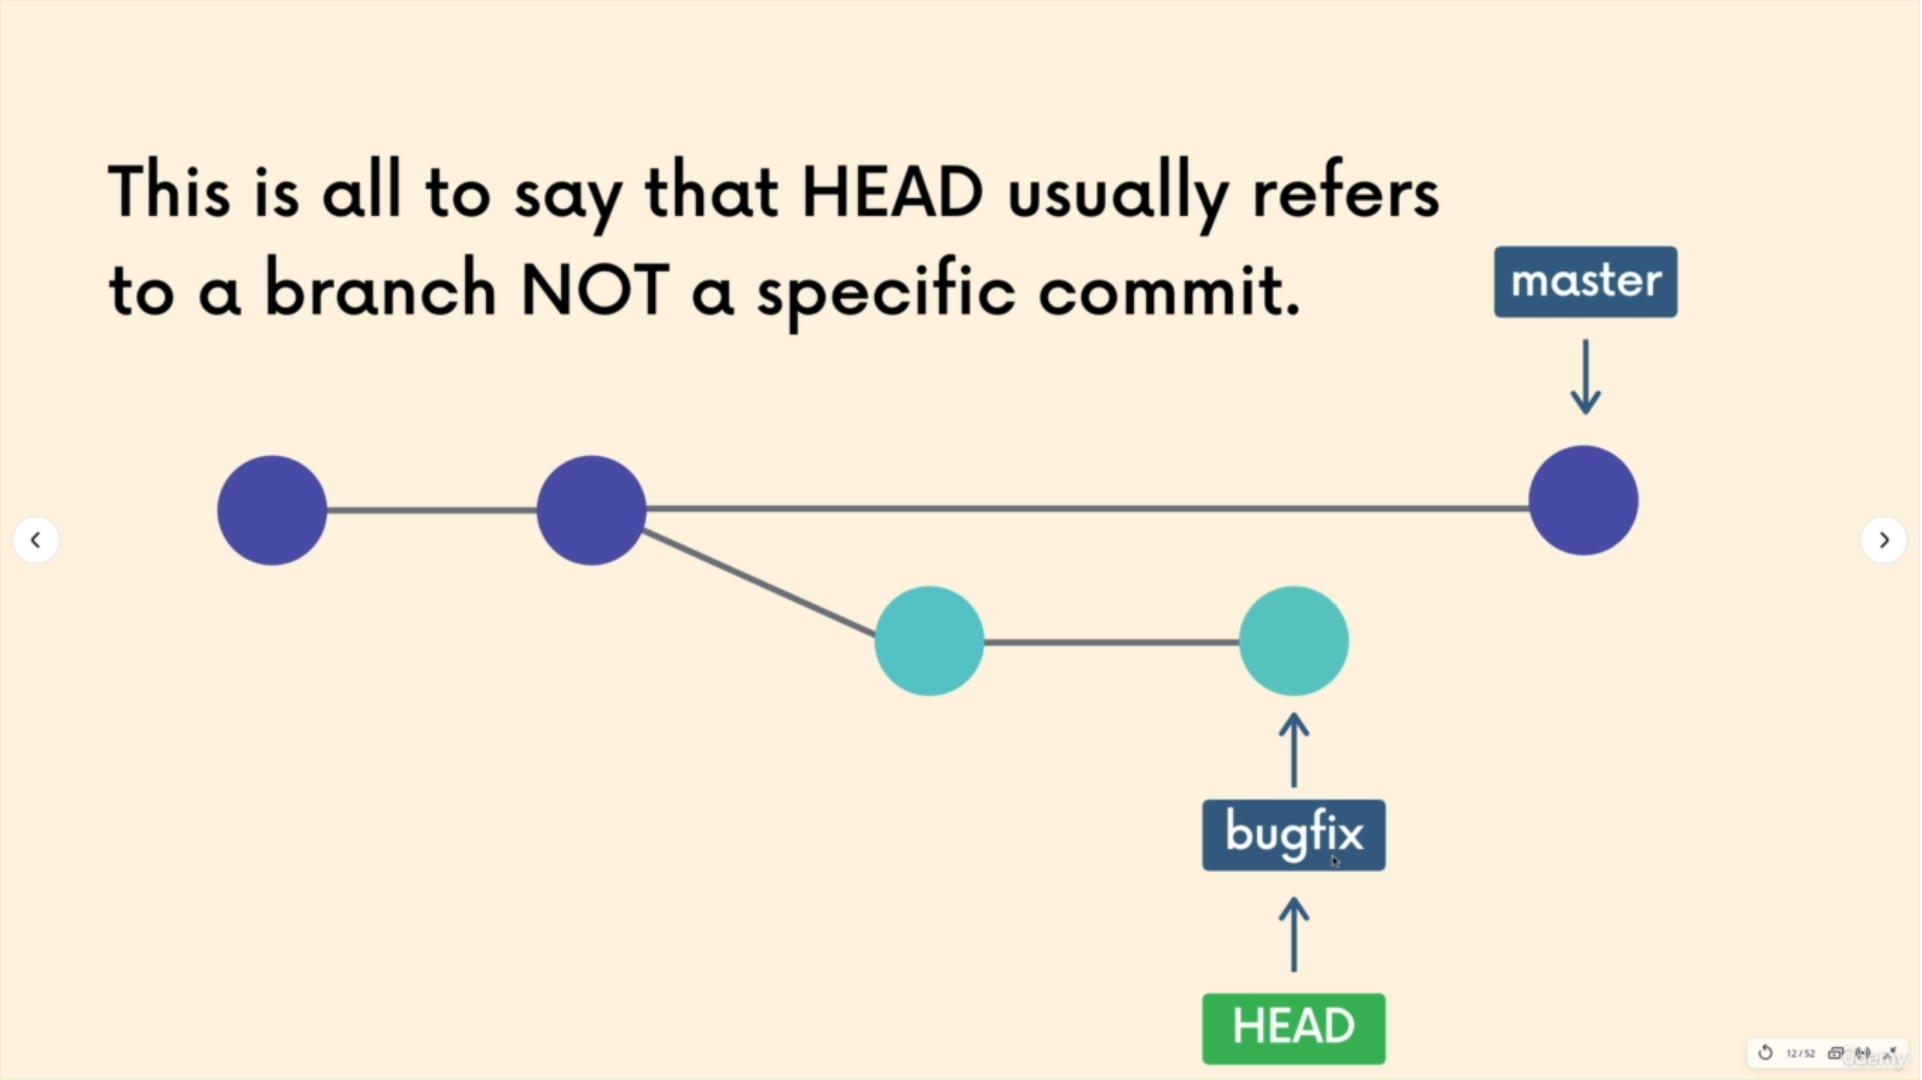 This is all to say that HEAD usually refers
to a branch NOT a specific commit.
master
bugfix
HEAD
12 / 52
Udemy